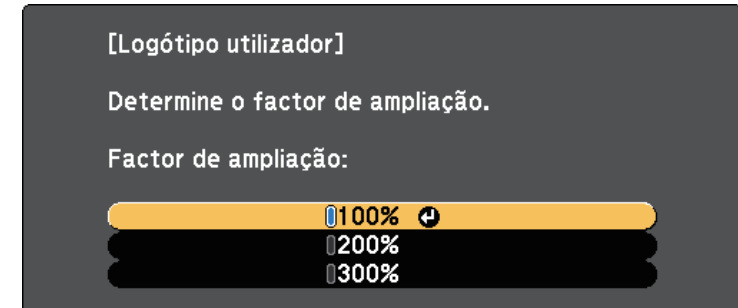 [Logótipo utilizador]
Determine o factor de ampliação.
Factor de ampliação:
100%
200%
300%